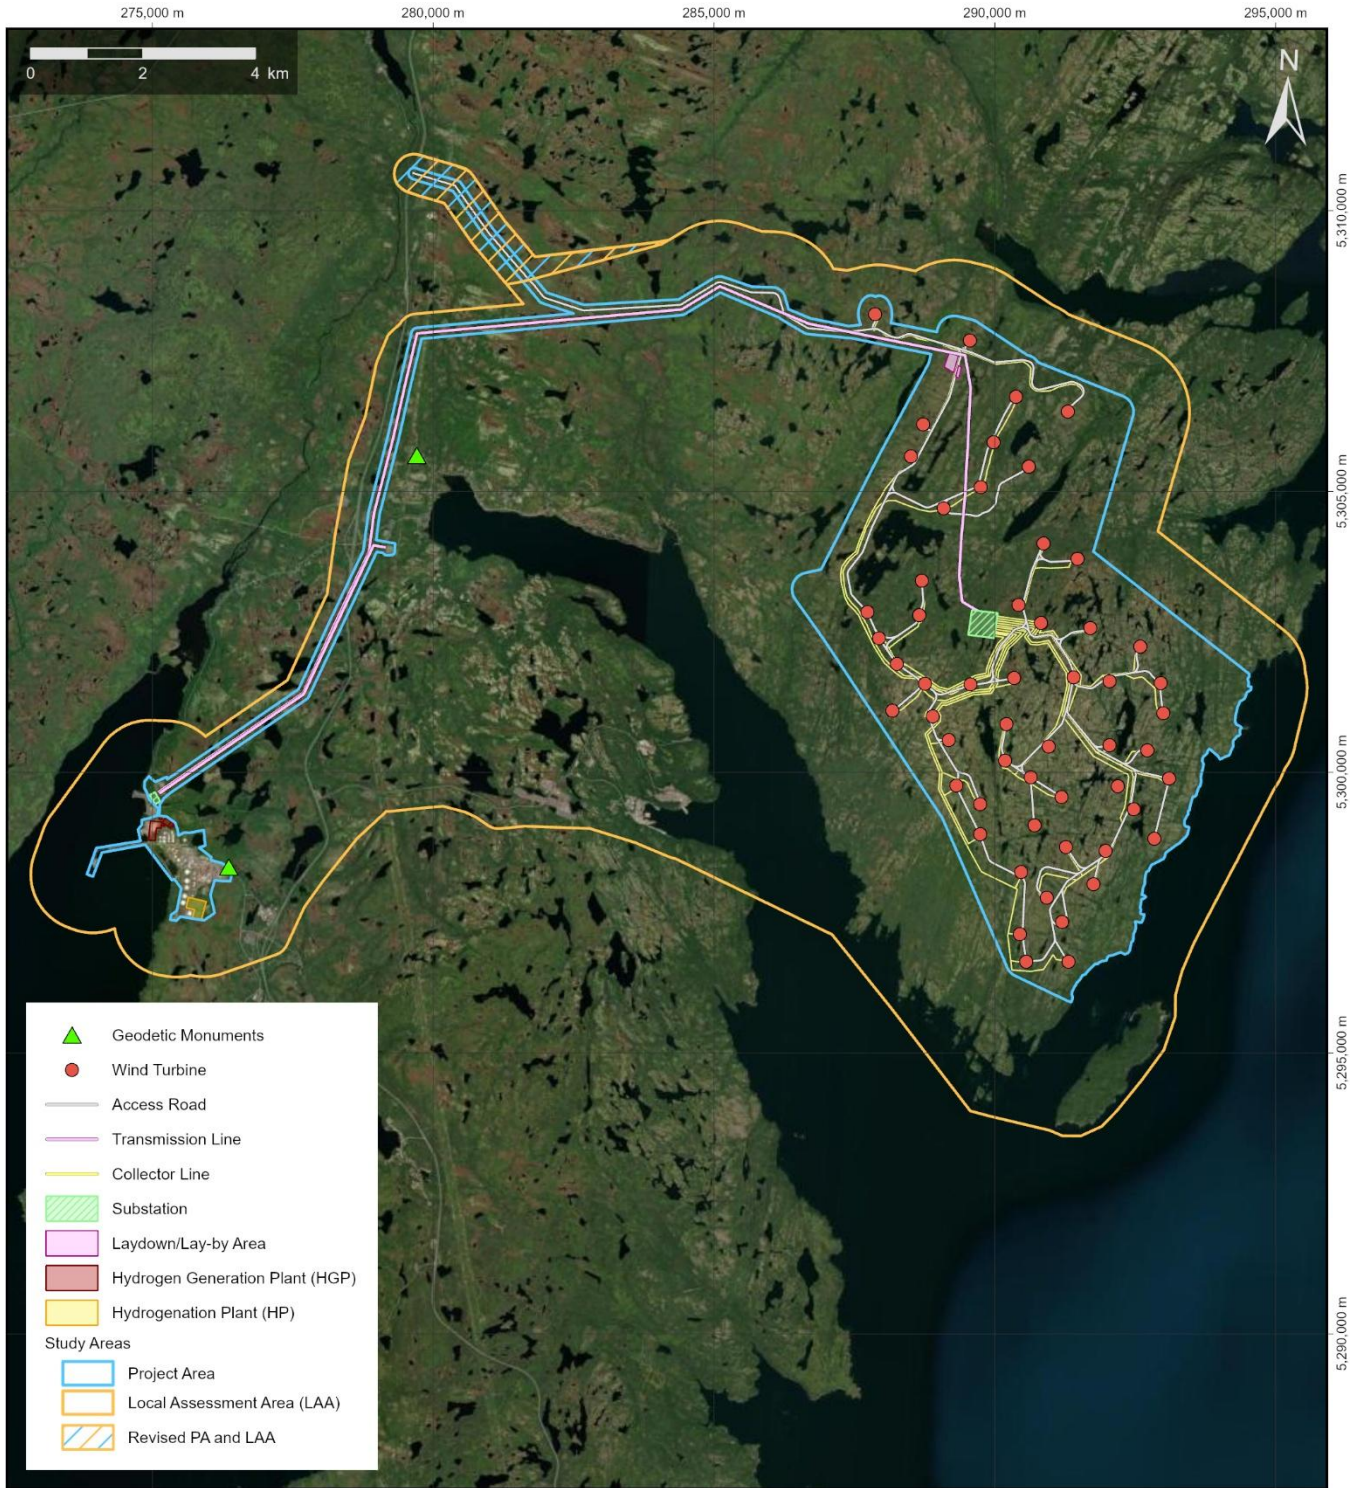 275,000 m 280,000 m 285,000 m 290,000 m 295,000 m
0 2 4 km
N
5,310,000 m
5,305,000 m
5,300,000 m
5,295,000 m
5,290,000 m
Geodetic Monuments
Wind Turbine
Access Road
Transmission Line
Collector Line
Substation
Laydown/Lay-by Area
Hydrogen Generation Plant (HGP)
Hydrogenation Plant (HP)
Study Areas
Project Area
Local Assessment Area (LAA)
Revised PA and LAA